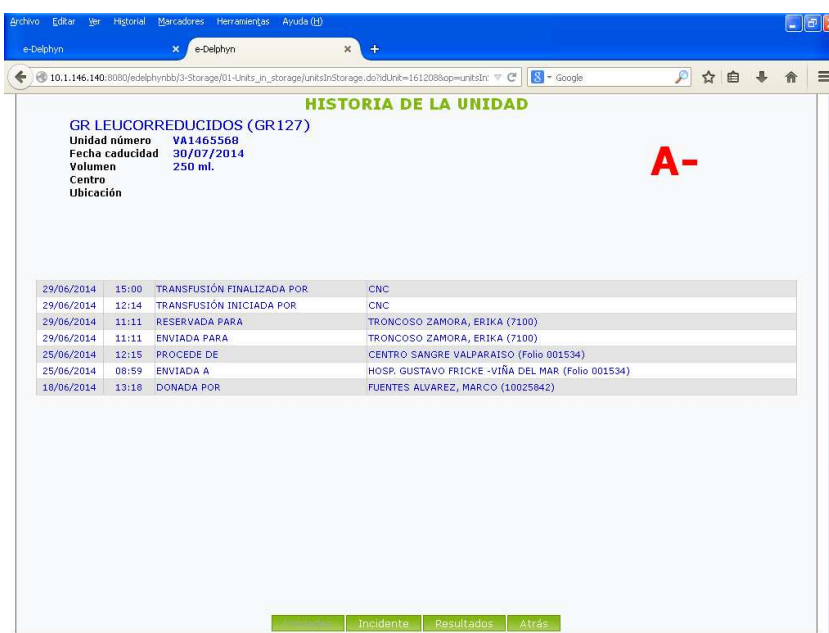 Archivo Editar Ver Historial Marcadores Herramientas Ayuda (H)
e-Delphyn × e-Delphyn × +
10.1.146.140:8080/edelphynbb/3-Storage/01-Units_in_storage/unitsInStorage.do?idUnit=161208&op=unitsIn: Google
HISTORIA DE LA UNIDAD
GR LEUCORREDUCIDOS (GR127)
Unidad número VA1465568
Fecha caducidad 30/07/2014
Volumen 250 ml.
Centro
Ubicación
A-
29/06/2014 15:00 TRANSFUSIÓN FINALIZADA POR CNC
29/06/2014 12:14 TRANSFUSIÓN INICIADA POR CNC
29/06/2014 11:11 RESERVADA PARA TRONCOSO ZAMORA, ERIKA (7100)
29/06/2014 11:11 ENVIADA PARA TRONCOSO ZAMORA, ERIKA (7100)
25/06/2014 12:15 PROCEDE DE CENTRO SANGRE VALPARAISO (Folio 001534)
25/06/2014 08:59 ENVIADA A HOSP. GUSTAVO FRICKE -VIÑA DEL MAR (Folio 001534)
18/06/2014 13:18 DONADA POR FUENTES ALVAREZ, MARCO (10025842)
Incidente Resultados Atrás